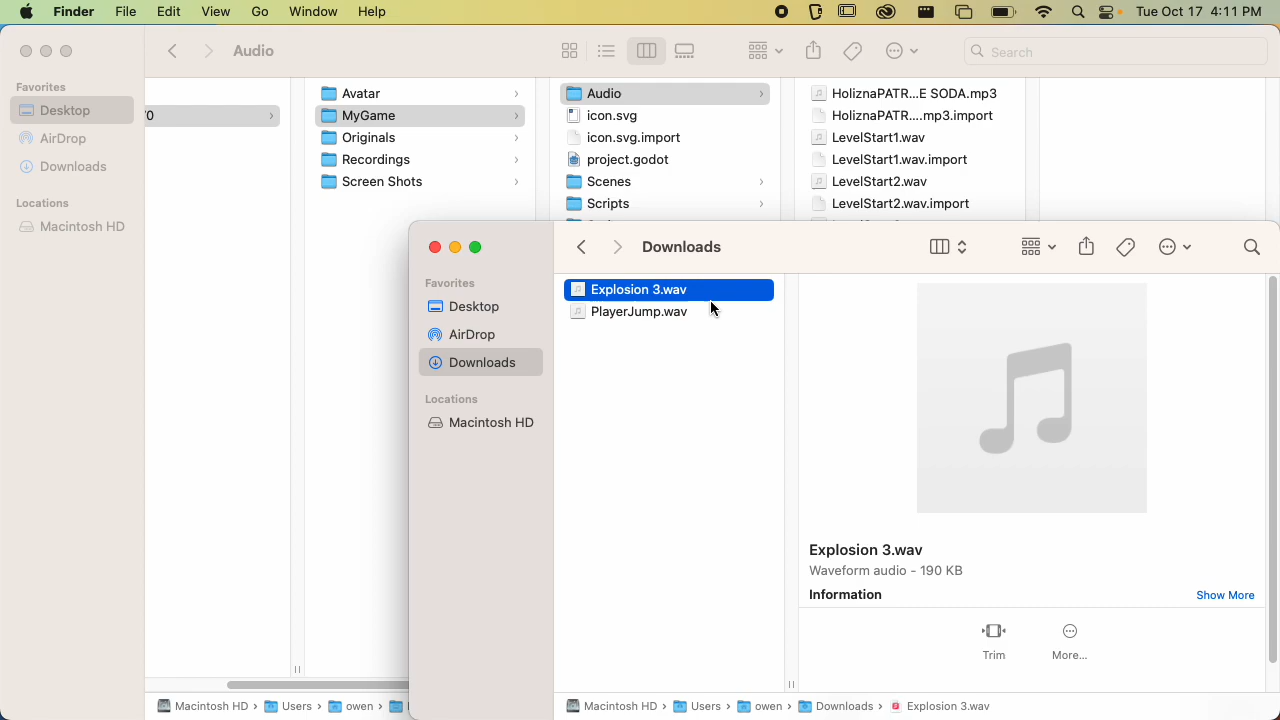 Finder File Edit View Go Window Help Tue Oct 17 4:11 PM
Audio
Search
Favorites
Desktop
AirDrop
Downloads
Locations
Macintosh HD
Avatar
MyGame
Originals
Recordings
Screen Shots
Audio
icon.svg
icon.svg.import
project.godot
Scenes
Scripts
HoliznaPATR...E SODA.mp3
HoliznaPATR....mp3.import
LevelStart1.wav
LevelStart1.wav.import
LevelStart2.wav
LevelStart2.wav.import
Macintosh HD › Users › owen ›
Downloads
Favorites
Desktop
AirDrop
Downloads
Locations
Macintosh HD
Explosion 3.wav
PlayerJump.wav
Explosion 3.wav
Waveform audio - 190 KB
Information Show More
Trim More...
Macintosh HD › Users › owen › Downloads › Explosion 3.wav